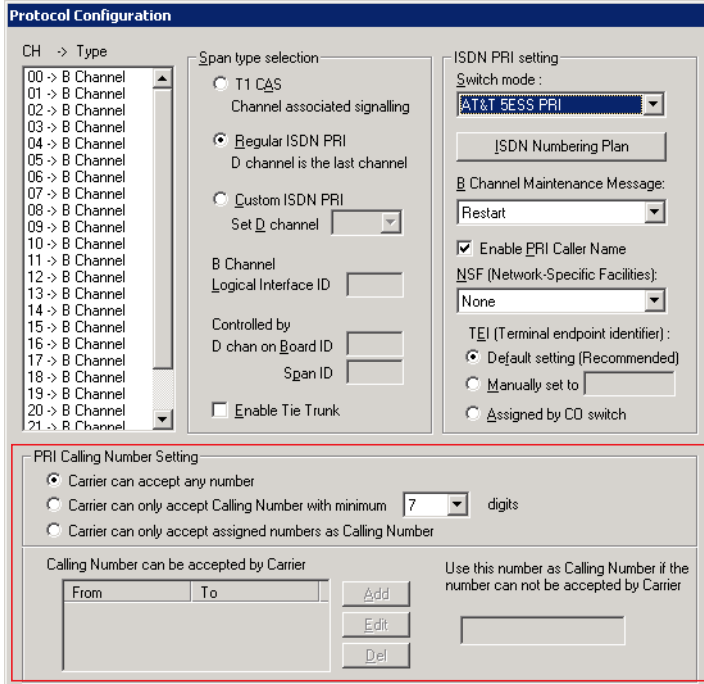 Protocol Configuration
CH -> Type
00 -> B Channel
01 -> B Channel
02 -> B Channel
03 -> B Channel
04 -> B Channel
05 -> B Channel
06 -> B Channel
07 -> B Channel
08 -> B Channel
09 -> B Channel
10 -> B Channel
11 -> B Channel
12 -> B Channel
13 -> B Channel
14 -> B Channel
15 -> B Channel
16 -> B Channel
17 -> B Channel
18 -> B Channel
19 -> B Channel
20 -> B Channel
21 -> B Channel
Span type selection
T1 CAS
Channel associated signalling
Regular ISDN PRI
D channel is the last channel
Custom ISDN PRI
Set D channel
B Channel
Logical Interface ID
Controlled by
D chan on Board ID
Span ID
Enable Tie Trunk
ISDN PRI setting
Switch mode :
AT&T 5ESS PRI
ISDN Numbering Plan
B Channel Maintenance Message:
Restart
Enable PRI Caller Name
NSF (Network-Specific Facilities):
None
TEI (Terminal endpoint identifier) :
Default setting (Recommended)
Manually set to
Assigned by CO switch
PRI Calling Number Setting
Carrier can accept any number
Carrier can only accept Calling Number with minimum 7 digits
Carrier can only accept assigned numbers as Calling Number
Calling Number can be accepted by Carrier
From To
Add
Edit
Del
Use this number as Calling Number if the
number can not be accepted by Carrier